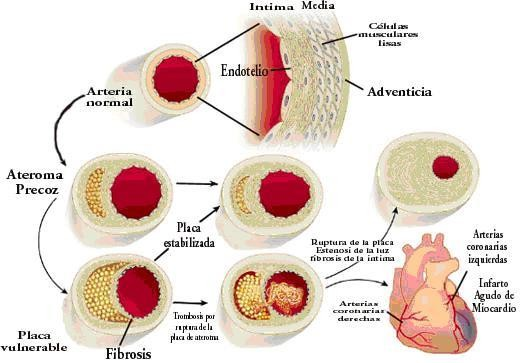 Intima Media
Células
musculares
lisas
Endotelio
Arteria
normal
Adventicia
Ateroma
Precoz
Placa
estabilizada
Ruptura de la placa
Estenosi de la luz
fibrosis de la intima
Arterias
coronarias
izquierdas
Infarto
Agudo de
Miocardio
Trombosis por
ruptura de la
placa de ateroma
Arterias
coronarias
derechas
Placa
vulnerable
Fibrosis